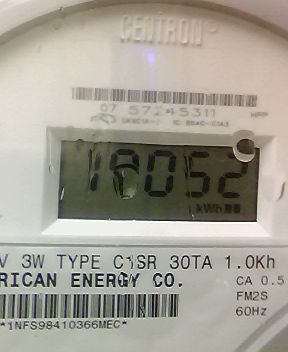 CENTRON®
07 57245311
18052
kWh
V 3W TYPE C1SR 30TA 1.0Kh
RICAN ENERGY CO. CA 0.5
FM2S
60Hz
*1NFS98410366MEC*